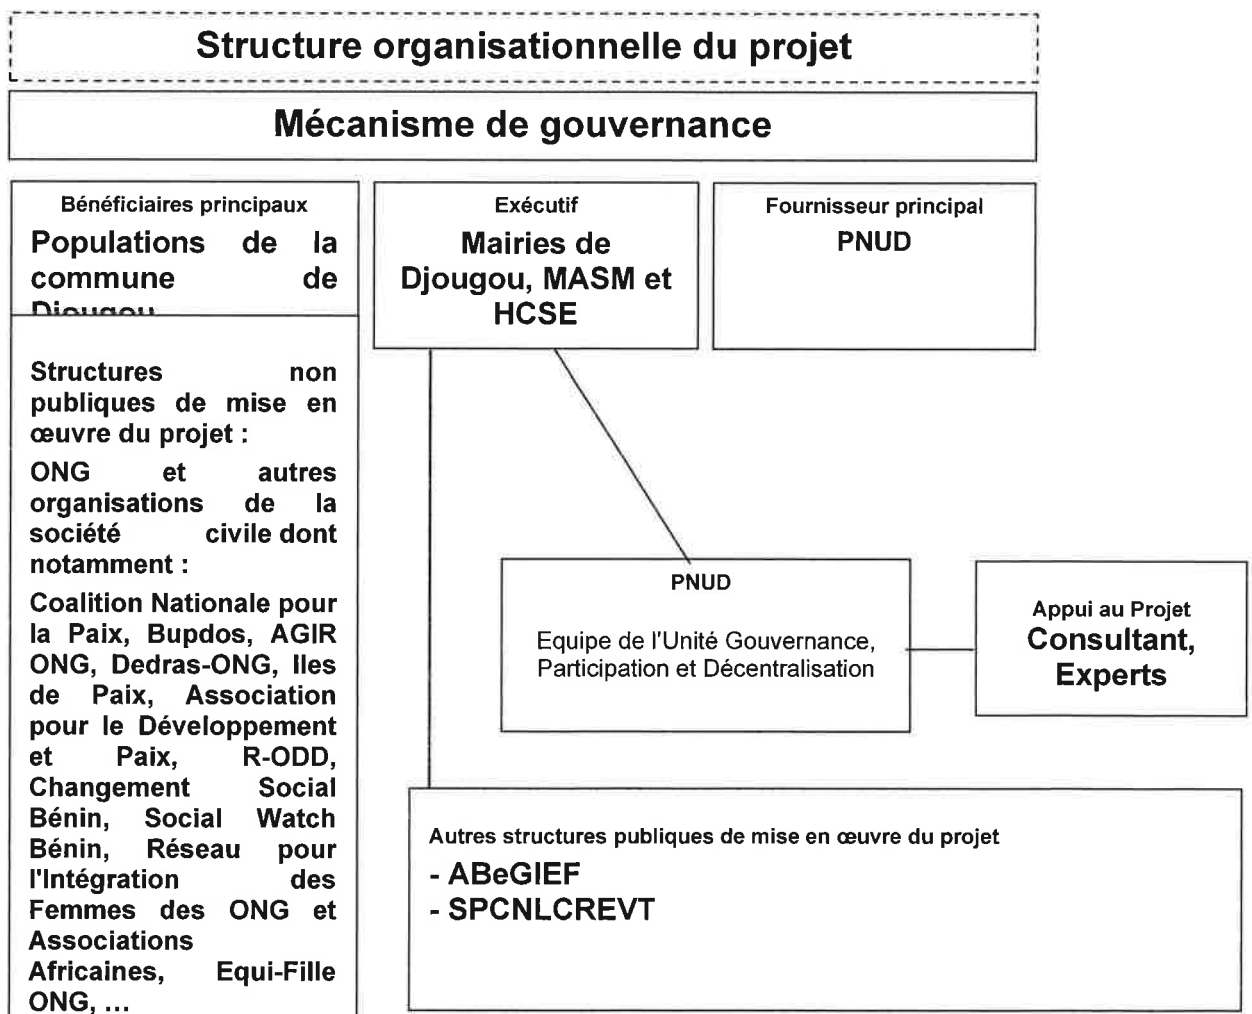 Structure organisationnelle du projet
Mécanisme de gouvernance
Bénéficiaires principaux
Populations de la
commune de
Djougou
Structures non
publiques de mise en
œuvre du projet :
ONG et autres
organisations de la
société civile dont
notamment :
Coalition Nationale pour
la Paix, Bupdos, AGIR
ONG, Dedras-ONG, Iles
de Paix, Association
pour le Développement
et Paix, R-ODD,
Changement Social
Bénin, Social Watch
Bénin, Réseau pour
l'Intégration des
Femmes des ONG et
Associations
Africaines, Equi-Fille
ONG, ...
Exécutif
Mairies de
Djougou, MASM et
HCSE
Fournisseur principal
PNUD
PNUD
Equipe de l'Unité Gouvernance,
Participation et Décentralisation
Appui au Projet
Consultant,
Experts
Autres structures publiques de mise en œuvre du projet
- ABeGIEF
- SPCNLCREVT